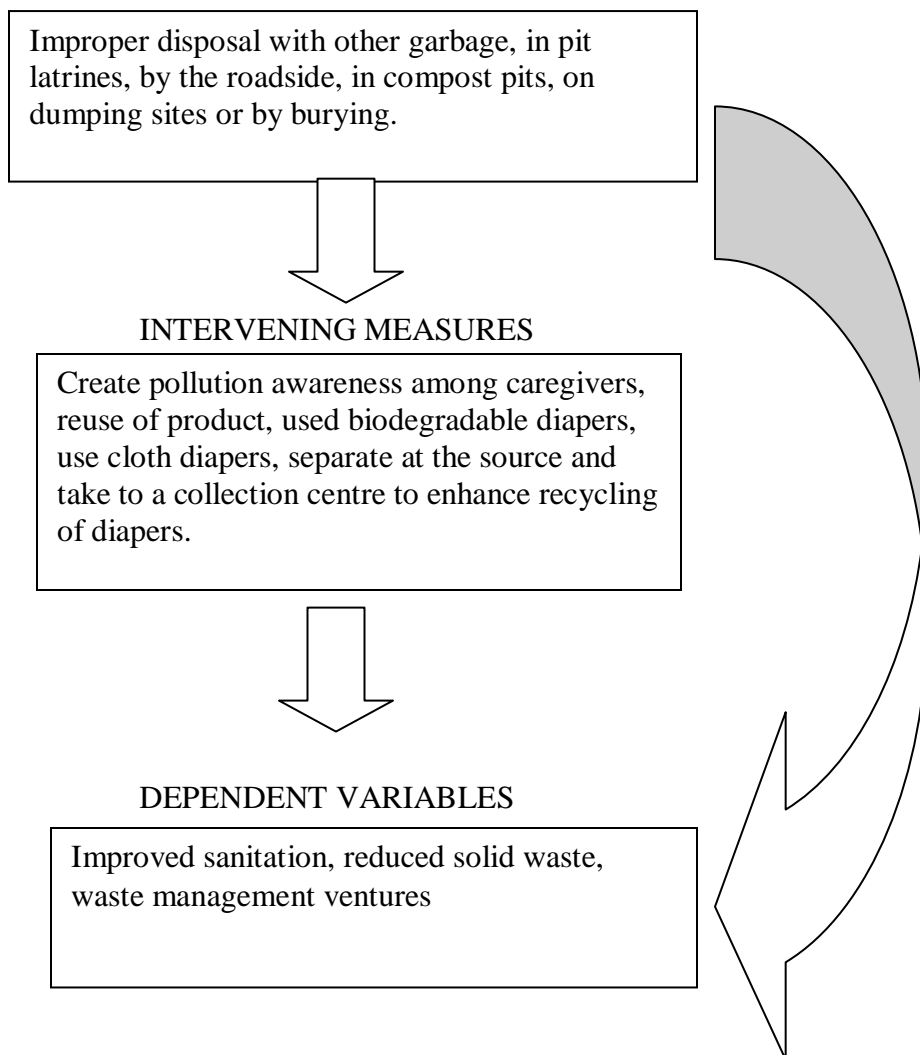 Improper disposal with other garbage, in pit
latrines, by the roadside, in compost pits, on
dumping sites or by burying.
INTERVENING MEASURES
Create pollution awareness among caregivers,
reuse of product, used biodegradable diapers,
use cloth diapers, separate at the source and
take to a collection centre to enhance recycling
of diapers.
DEPENDENT VARIABLES
Improved sanitation, reduced solid waste,
waste management ventures